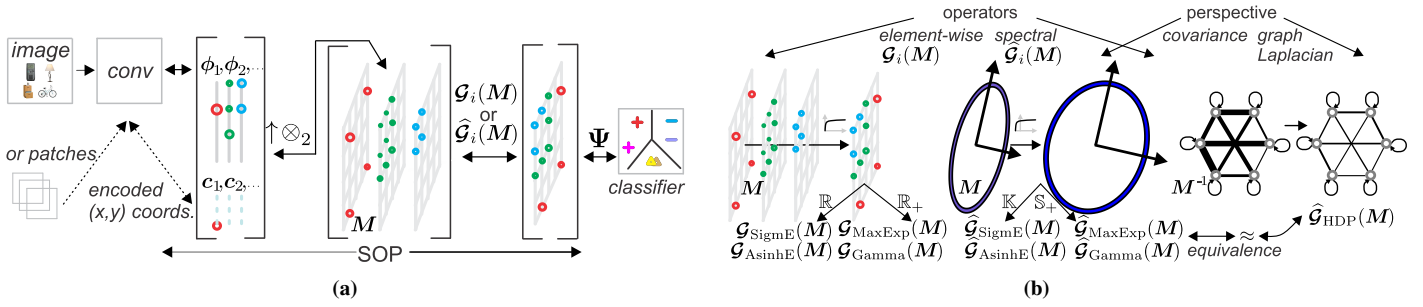 image
conv
or patches
encoded
(x,y) coords.
ϕ₁,ϕ₂,...
c₁,c₂,...
↑⊗₂
M
𝓖ᵢ(M)
or
𝓖̂ᵢ(M)
Ψ
classifier
SOP
(a)
operators
element-wise spectral
𝓖ᵢ(M) 𝓖̂ᵢ(M)
perspective
covariance graph
Laplacian
M
ℝ ℝ₊
𝓖SigmE(M) 𝓖MaxExp(M)
𝓖AsinhE(M) 𝓖Gamma(M)
M
𝕂 𝕊₊
𝓖̂SigmE(M) 𝓖̂MaxExp(M)
𝓖̂AsinhE(M) 𝓖̂Gamma(M)
M⁻¹
≈
equivalence
𝓖̂HDP(M)
(b)